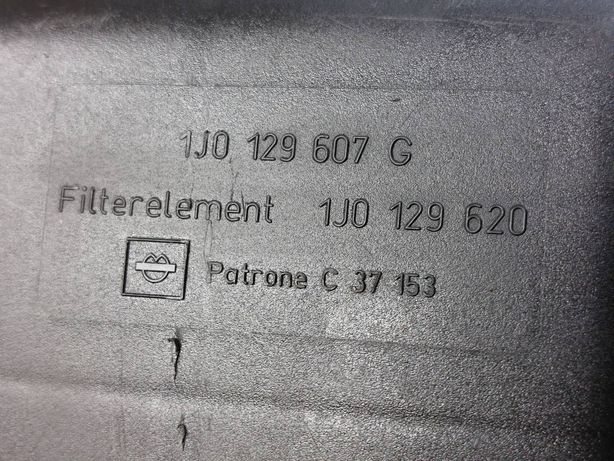 1J0 129 607 G
Filterelement 1J0 129 620
Patrone C 37 153